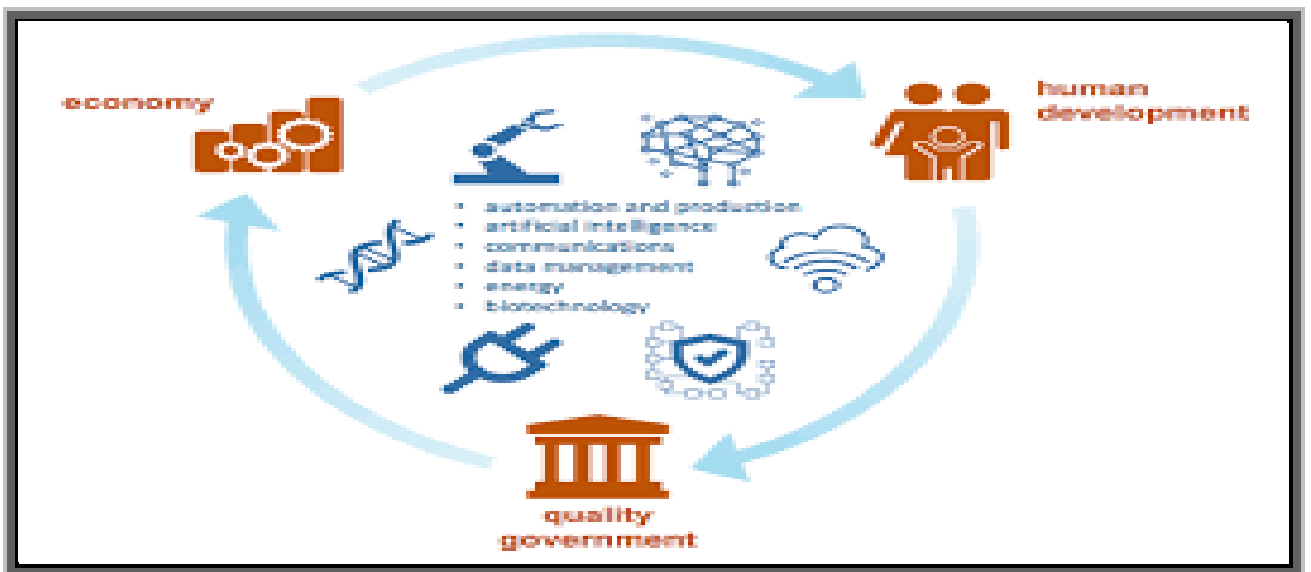 economy
human
development
• automation and production
• artificial intelligence
• communications
• data management
• energy
• biotechnology
quality
government